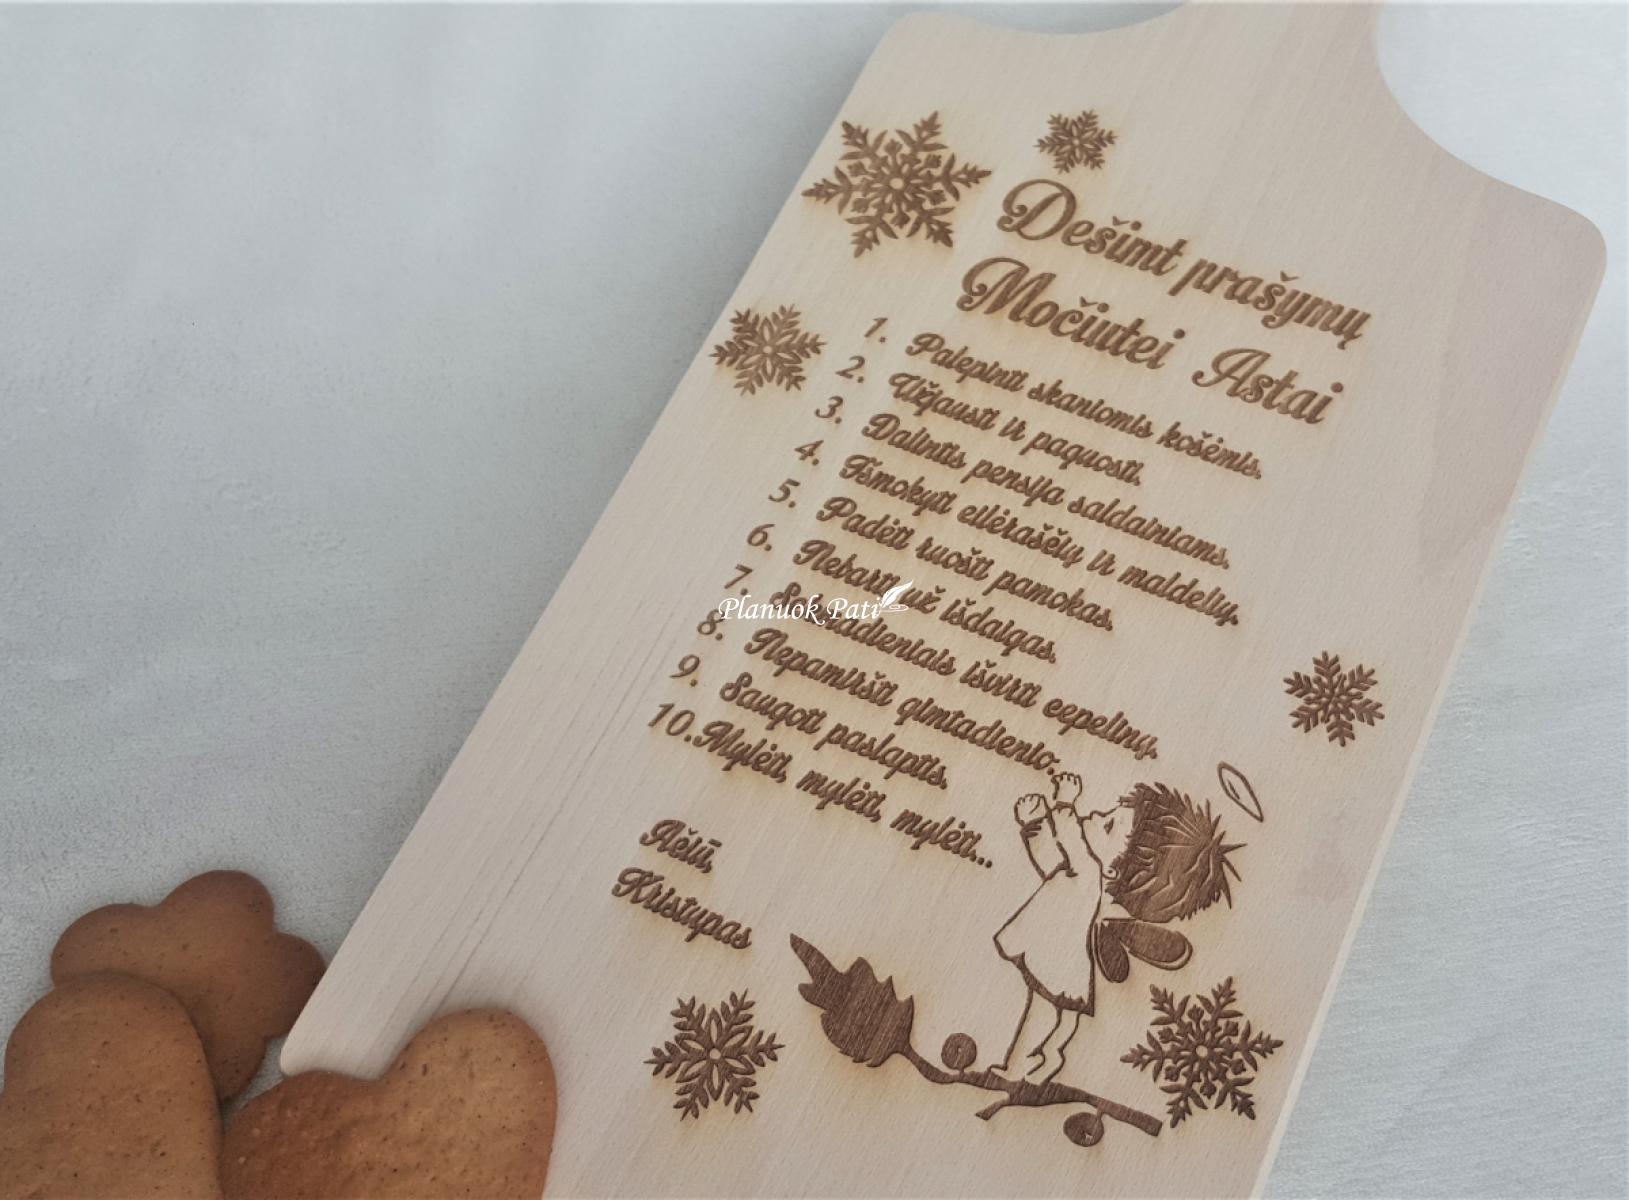 Dešimt prašymų
Močiutei Astai
1. Palepinti skaniomis košėmis.
2. Užjausti ir paguosti.
3. Dalintis pensija saldainiams.
4. Išmokyti eilėraščių ir maldelių.
5. Padėti ruošti pamokas.
6. Nebarti už išdaigas.
7. išvirti cepelinų.
8. Nepamiršti gimtadienio.
9. Saugoti paslaptis.
10. Mylėti, mylėti, mylėti...
Ačiū,
Kristupas
Planuok Pati